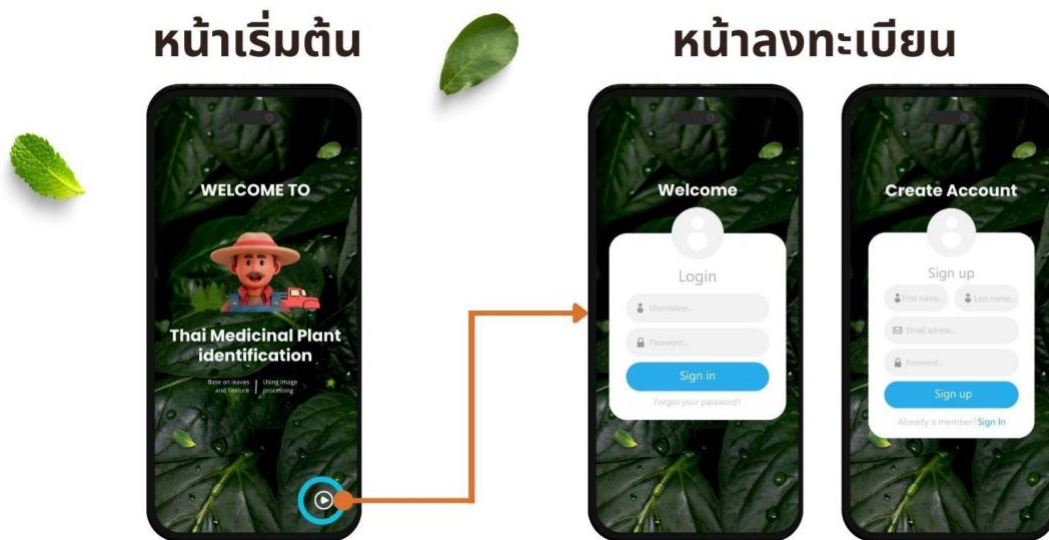 หน้าเริ่มต้น
หน้าลงทะเบียน
WELCOME TO
Thai Medicinal Plant
identification
Base on leaves
and Texture
Using Image
processing
Welcome
Login
Username...
Password...
Sign in
Forgot your password?
Create Account
Sign up
First name...
Last name...
Email adress...
Password...
Sign up
Already a member? Sign In